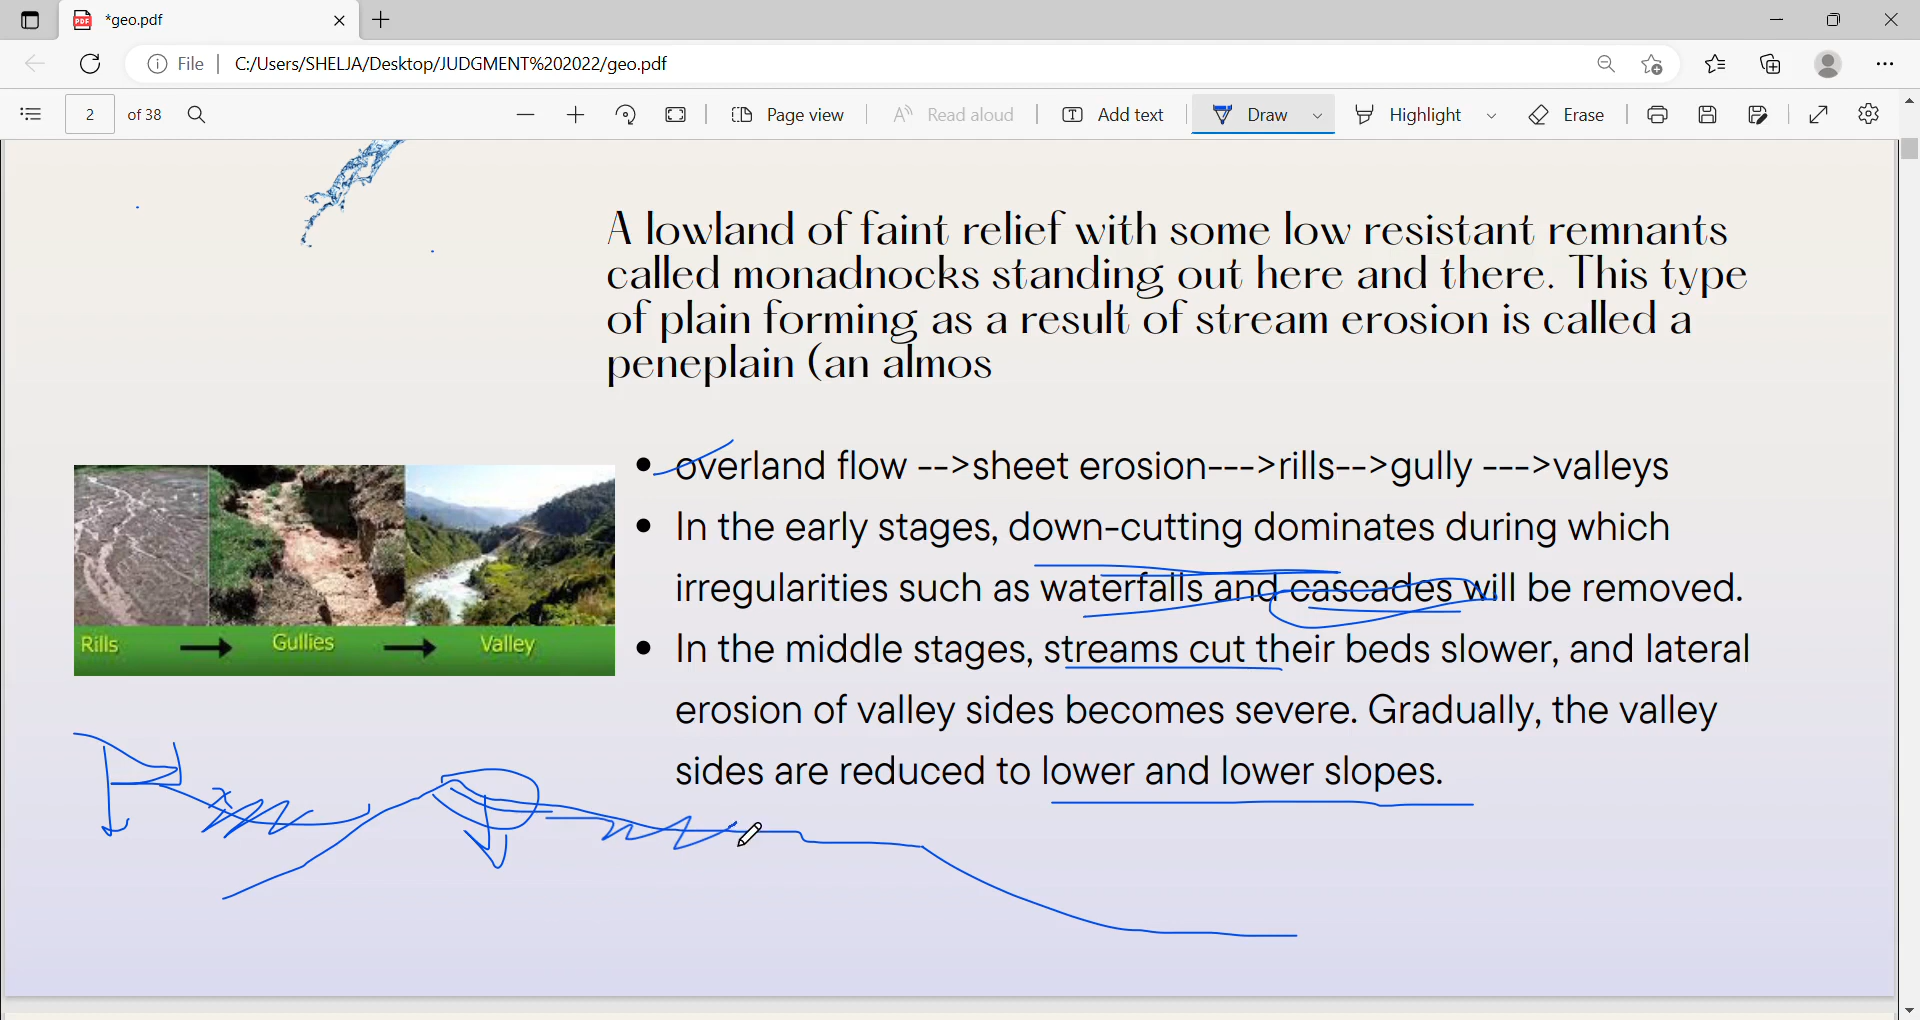 *geo.pdf
File
C:/Users/SHELJA/Desktop/JUDGMENT%202022/geo.pdf
2 of 38
Page view
Read aloud
Add text
Draw
Highlight
Erase
A lowland of faint relief with some low resistant remnants
called monadnocks standing out here and there. This type
of plain forming as a result of stream erosion is called a
peneplain (an almos
• overland flow -->sheet erosion--->rills-->gully --->valleys
• In the early stages, down-cutting dominates during which
irregularities such as waterfalls and cascades will be removed.
• In the middle stages, streams cut their beds slower, and lateral
erosion of valley sides becomes severe. Gradually, the valley
sides are reduced to lower and lower slopes.
Rills
Gullies
Valley